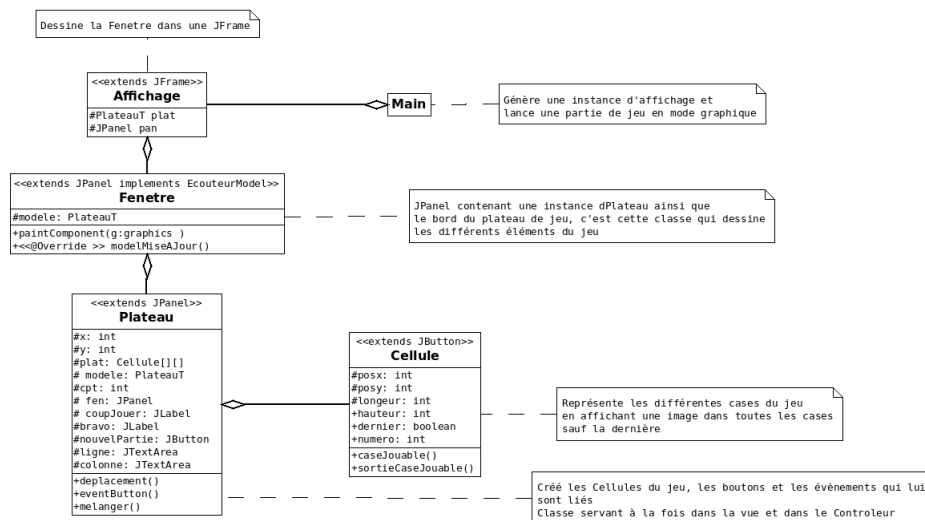 Dessine la Fenetre dans une JFrame
<<extends JFrame>>
Affichage
#PlateauT plat
#JPanel pan
Main
Génère une instance d'affichage et
lance une partie de jeu en mode graphique
<<extends JPanel implements EcouteurModel>>
Fenetre
#modele: PlateauT
+paintComponent(g:graphics )
+<<@Override >> modelMiseAJour()
JPanel contenant une instance dPlateau ainsi que
le bord du plateau de jeu, c'est cette classe qui dessine
les différents éléments du jeu
<<extends JPanel>>
Plateau
#x: int
#y: int
#plat: Cellule[][]
# modele: PlateauT
#cpt: int
# fen: JPanel
# coupJouer: JLabel
#bravo: JLabel
#nouvelPartie: JButton
#ligne: JTextArea
#colonne: JTextArea
+deplacement()
+eventButton()
+melanger()
<<extends JButton>>
Cellule
#posx: int
#posy: int
#longeur: int
+hauteur: int
+dernier: boolean
+numero: int
+caseJouable()
+sortieCaseJouable()
Représente les différentes cases du jeu
en affichant une image dans toutes les cases
sauf la dernière
Créé les Cellules du jeu, les boutons et les évènements qui lui
sont liés
Classe servant à la fois dans la vue et dans le Controleur